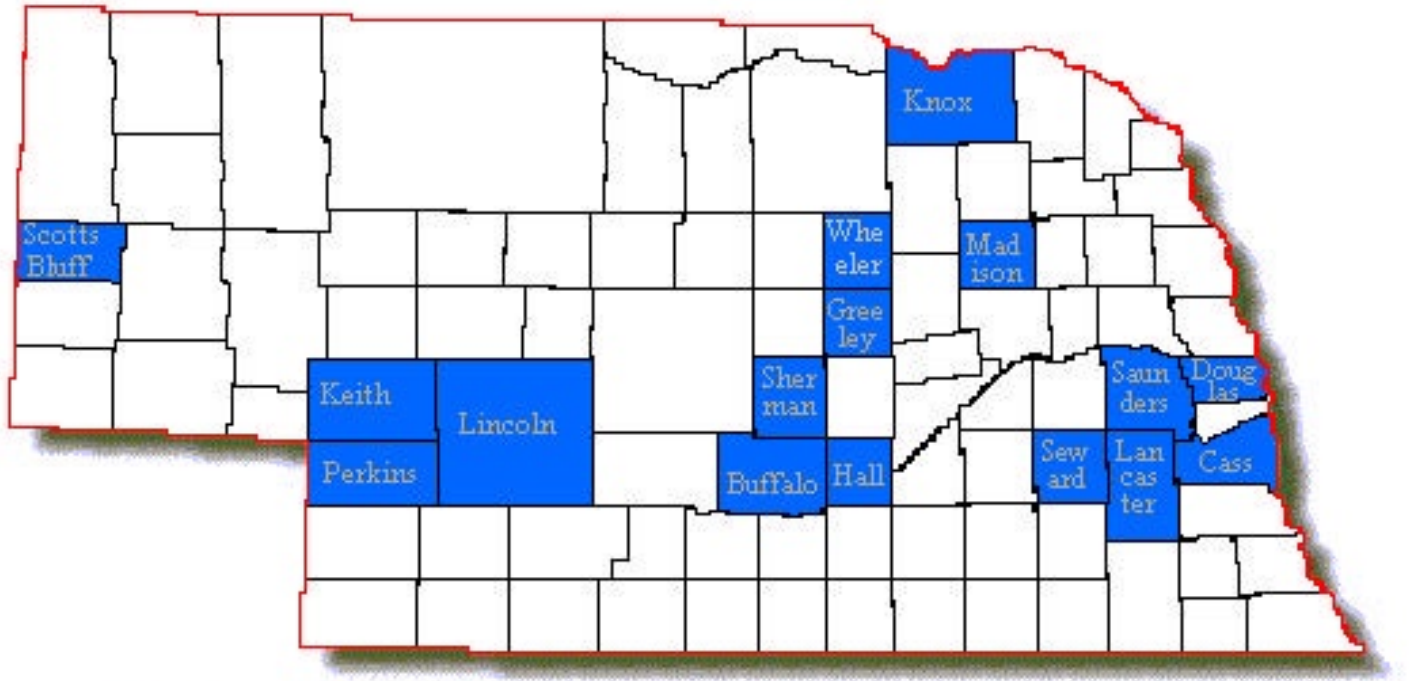 Knox
Scotts
Bluff
Whe
eler
Mad
ison
Gree
ley
Keith
Lincoln
Sher
man
Saun
ders
Doug
las
Perkins
Buffalo
Hall
Sew
ard
Lan
cas
ter
Cass